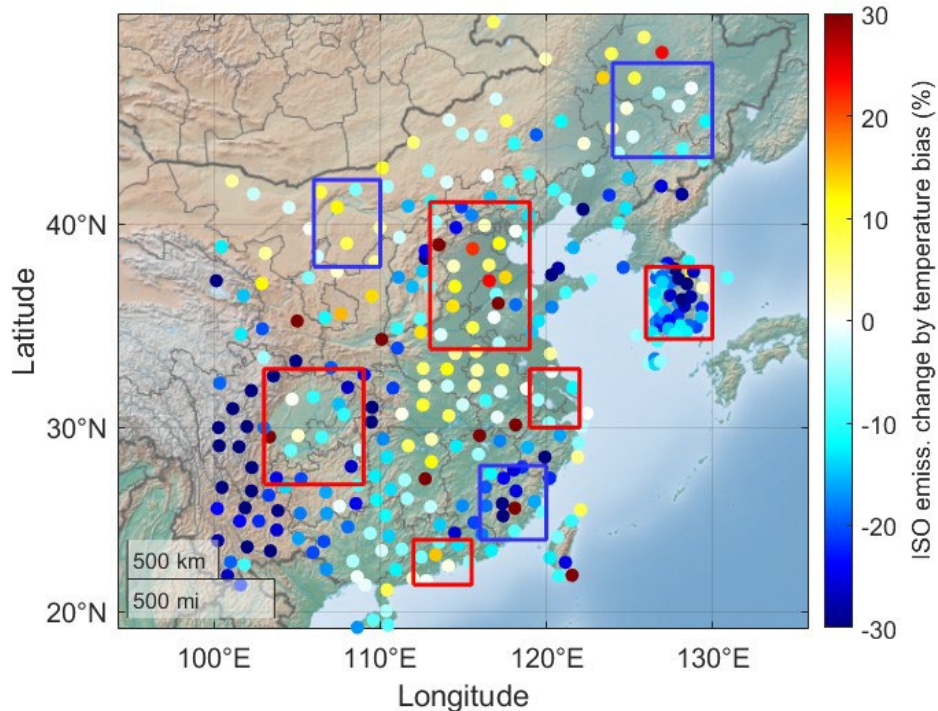 40°N
30°N
20°N
Latitude
500 km
500 mi
100°E 110°E 120°E 130°E
Longitude
30
20
10
0
-10
-20
-30
ISO emiss. change by temperature bias (%)